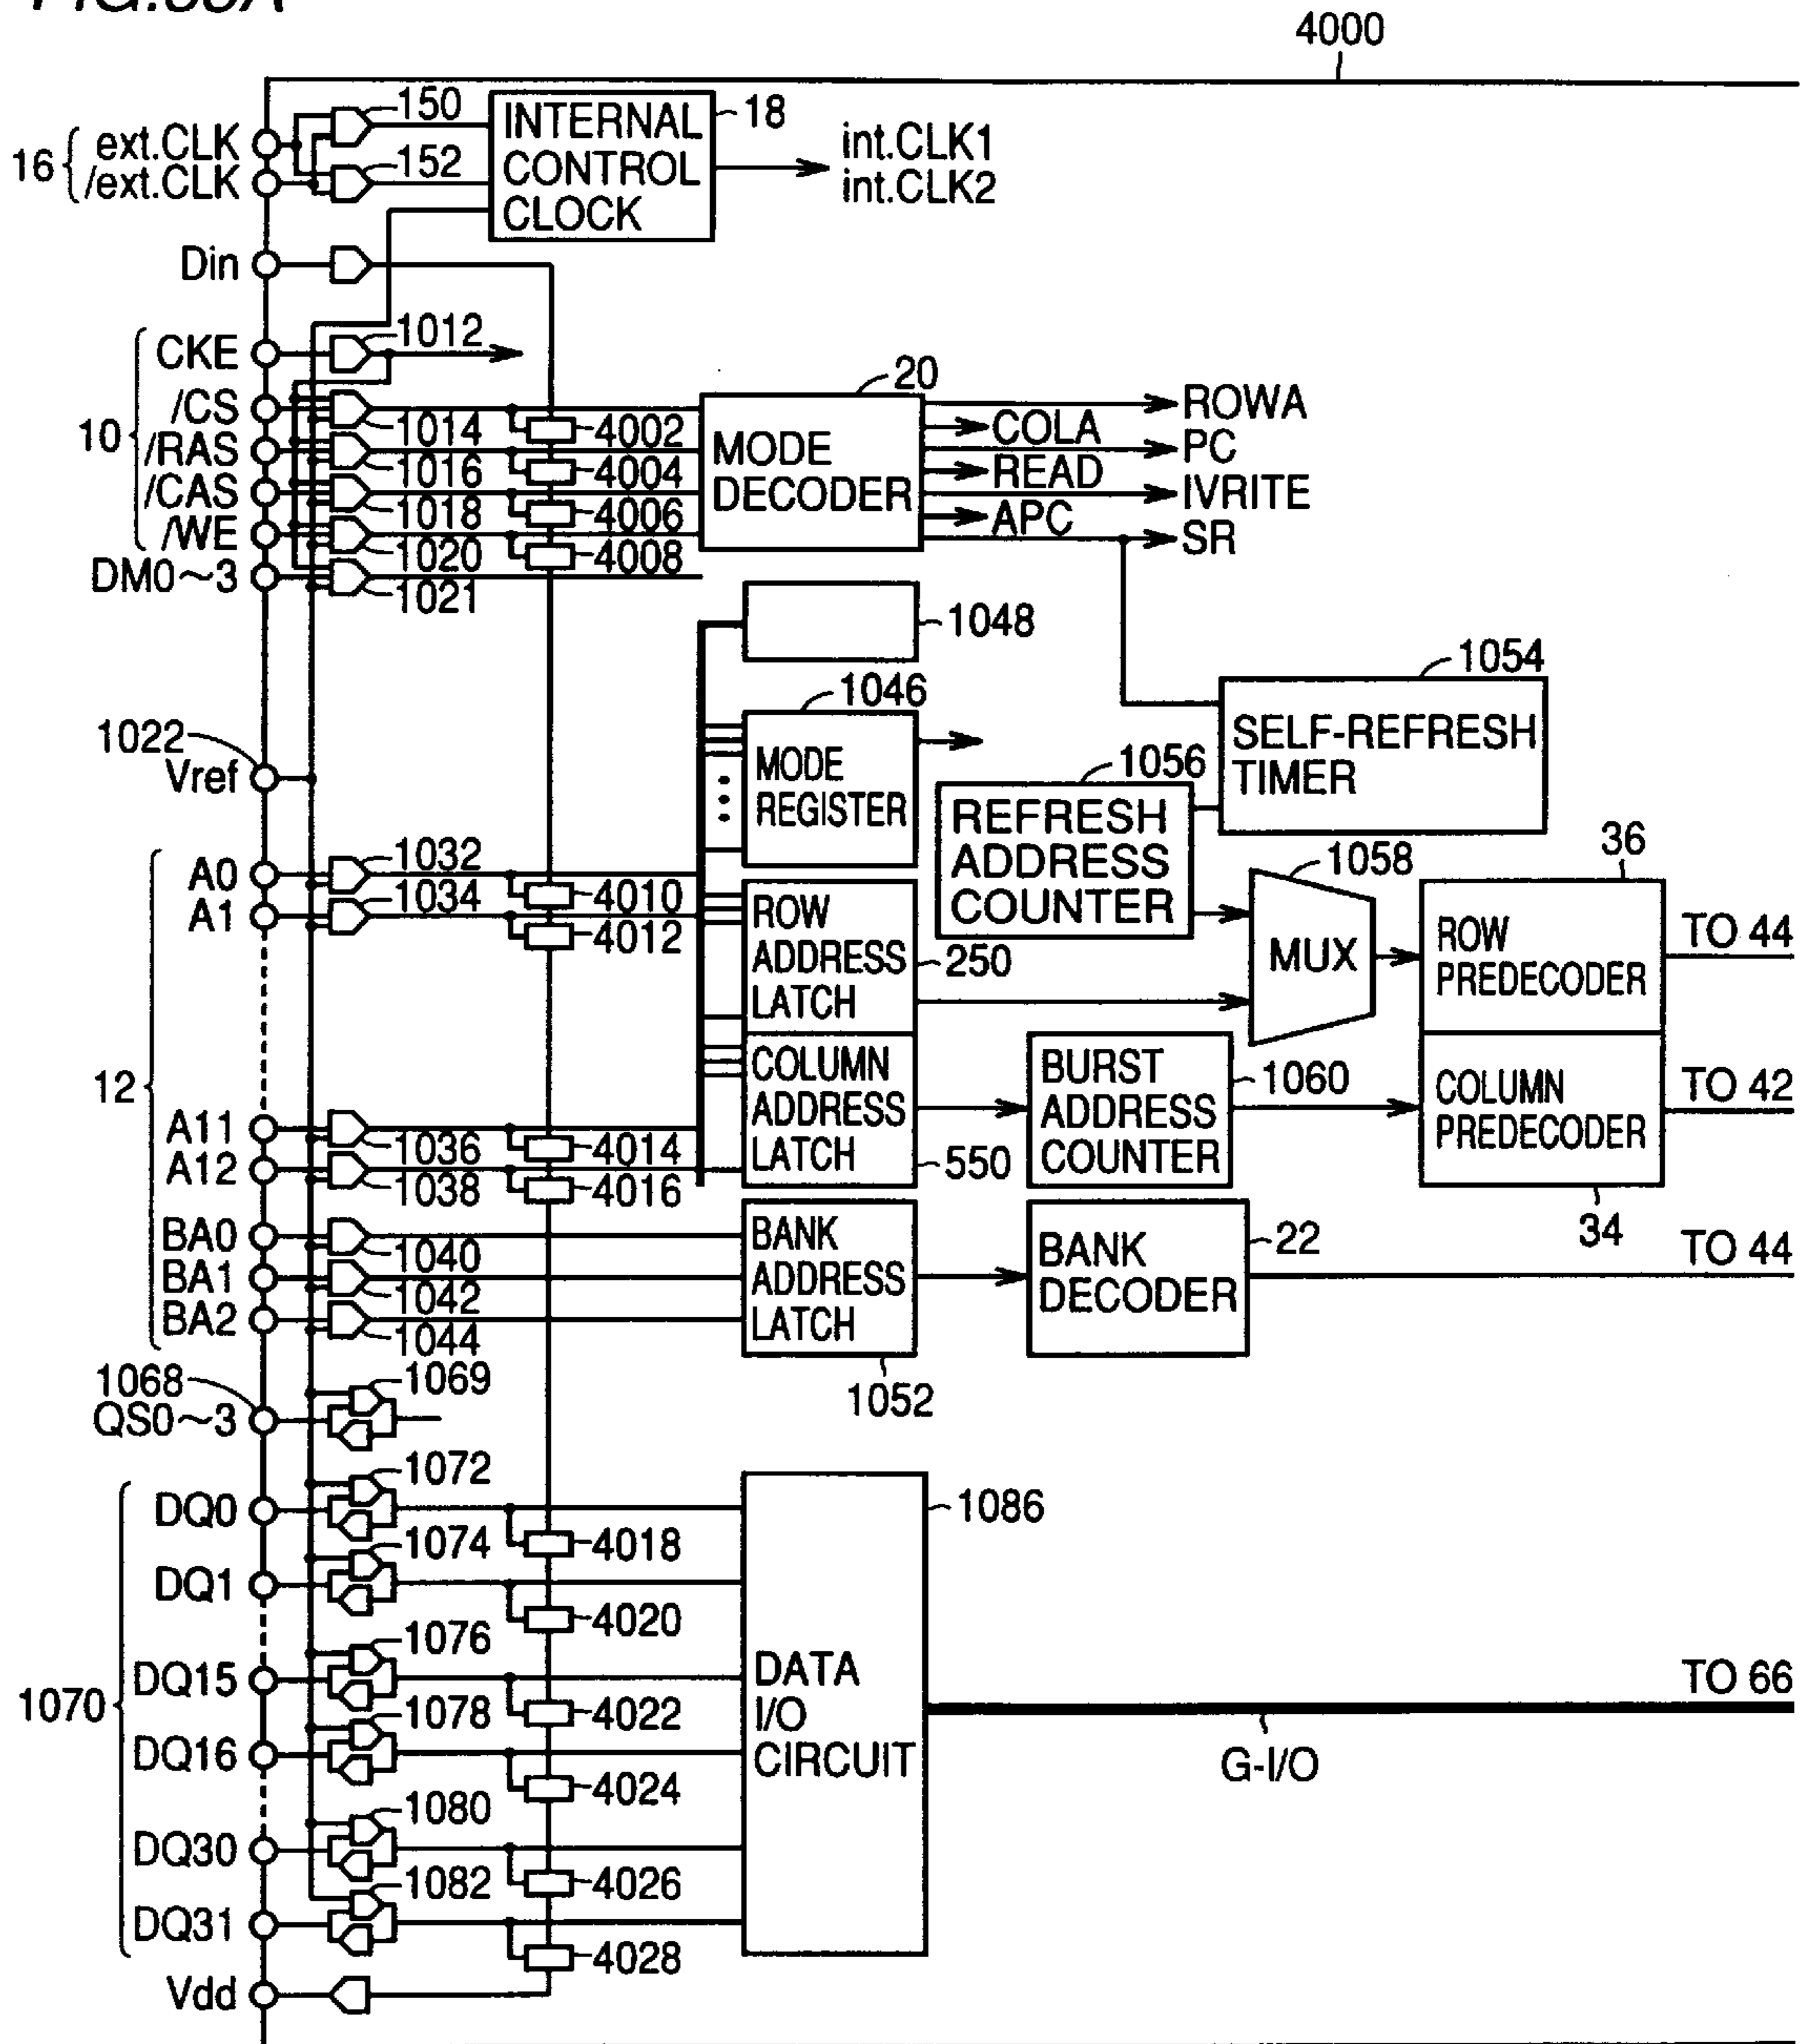 FIG.53A
4000
16
ext.CLK
/ext.CLK
150
152
INTERNAL
CONTROL
CLOCK
18
int.CLK1
int.CLK2
Din
10
CKE
1012
/CS
1014
4002
/RAS
1016
4004
/CAS
1018
4006
/WE
1020
4008
DM0~3
1021
20
MODE
DECODER
ROWA
COLA
PC
READ
IVRITE
APC
SR
1048
1054
SELF-REFRESH
TIMER
1046
MODE
REGISTER
1022
Vref
1056
REFRESH
ADDRESS
COUNTER
1058
MUX
36
ROW
PREDECODER
TO 44
12
A0
1032
4010
A1
1034
4012
ROW
ADDRESS
LATCH
250
COLUMN
ADDRESS
LATCH
550
BURST
ADDRESS
COUNTER
1060
COLUMN
PREDECODER
TO 42
34
A11
1036
4014
A12
1038
4016
BA0
1040
BA1
1042
BA2
1044
BANK
ADDRESS
LATCH
1052
BANK
DECODER
22
TO 44
1068
QS0~3
1069
1070
DQ0
1072
4018
DQ1
1074
4020
DQ15
1076
4022
DQ16
1078
4024
DQ30
1080
4026
DQ31
1082
4028
DATA
I/O
CIRCUIT
1086
TO 66
G-I/O
Vdd